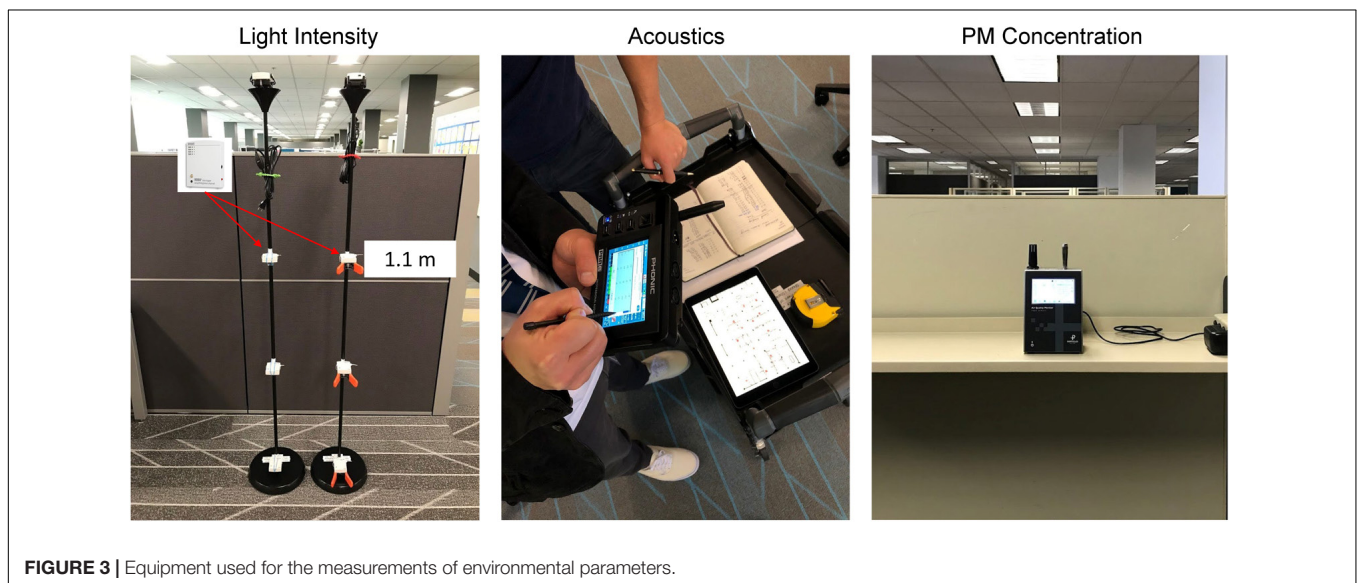 Light Intensity
Acoustics
PM Concentration
1.1 m
PHONIC
FIGURE 3 | Equipment used for the measurements of environmental parameters.